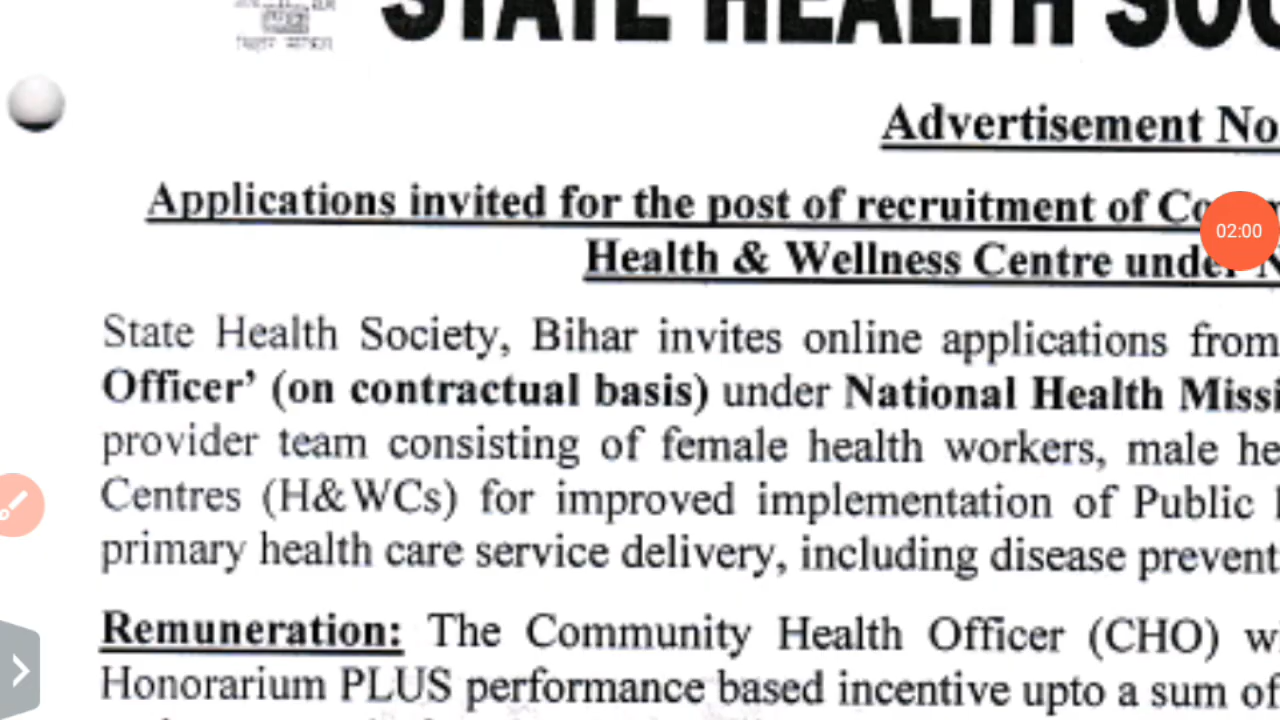 STATE HEALTH SOC
Advertisement No.
Applications invited for the post of recruitment of
Health & Wellness Centre under
02:00
State Health Society, Bihar invites online applications from
Officer' (on contractual basis) under National Health Missi
provider team consisting of female health workers, male he
Centres (H&WCs) for improved implementation of Public
primary health care service delivery, including disease prevent
Remuneration: The Community Health Officer (CHO) w
Honorarium PLUS performance based incentive upto a sum of